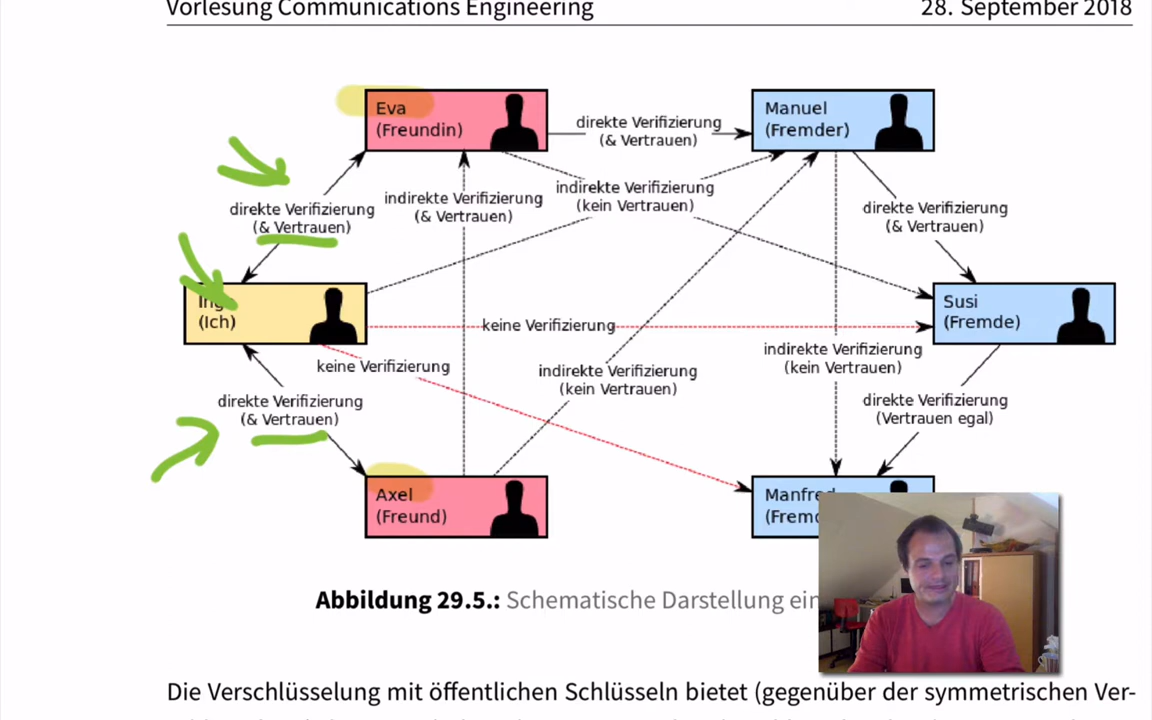 Vorlesung Communications Engineering
28. September 2018
Eva
(Freundin)
direkte Verifizierung
(& Vertrauen)
Manuel
(Fremder)
direkte Verifizierung
(& Vertrauen)
indirekte Verifizierung
(& Vertrauen)
indirekte Verifizierung
(kein Vertrauen)
direkte Verifizierung
(& Vertrauen)
(Ich)
keine Verifizierung
Susi
(Fremde)
keine Verifizierung
indirekte Verifizierung
(kein Vertrauen)
indirekte Verifizierung
(kein Vertrauen)
direkte Verifizierung
(& Vertrauen)
direkte Verifizierung
(Vertrauen egal)
Axel
(Freund)
Abbildung 29.5.: Schematische Darstellung
Die Verschlüsselung mit öffentlichen Schlüsseln bietet (gegenüber der symmetrischen Ver-